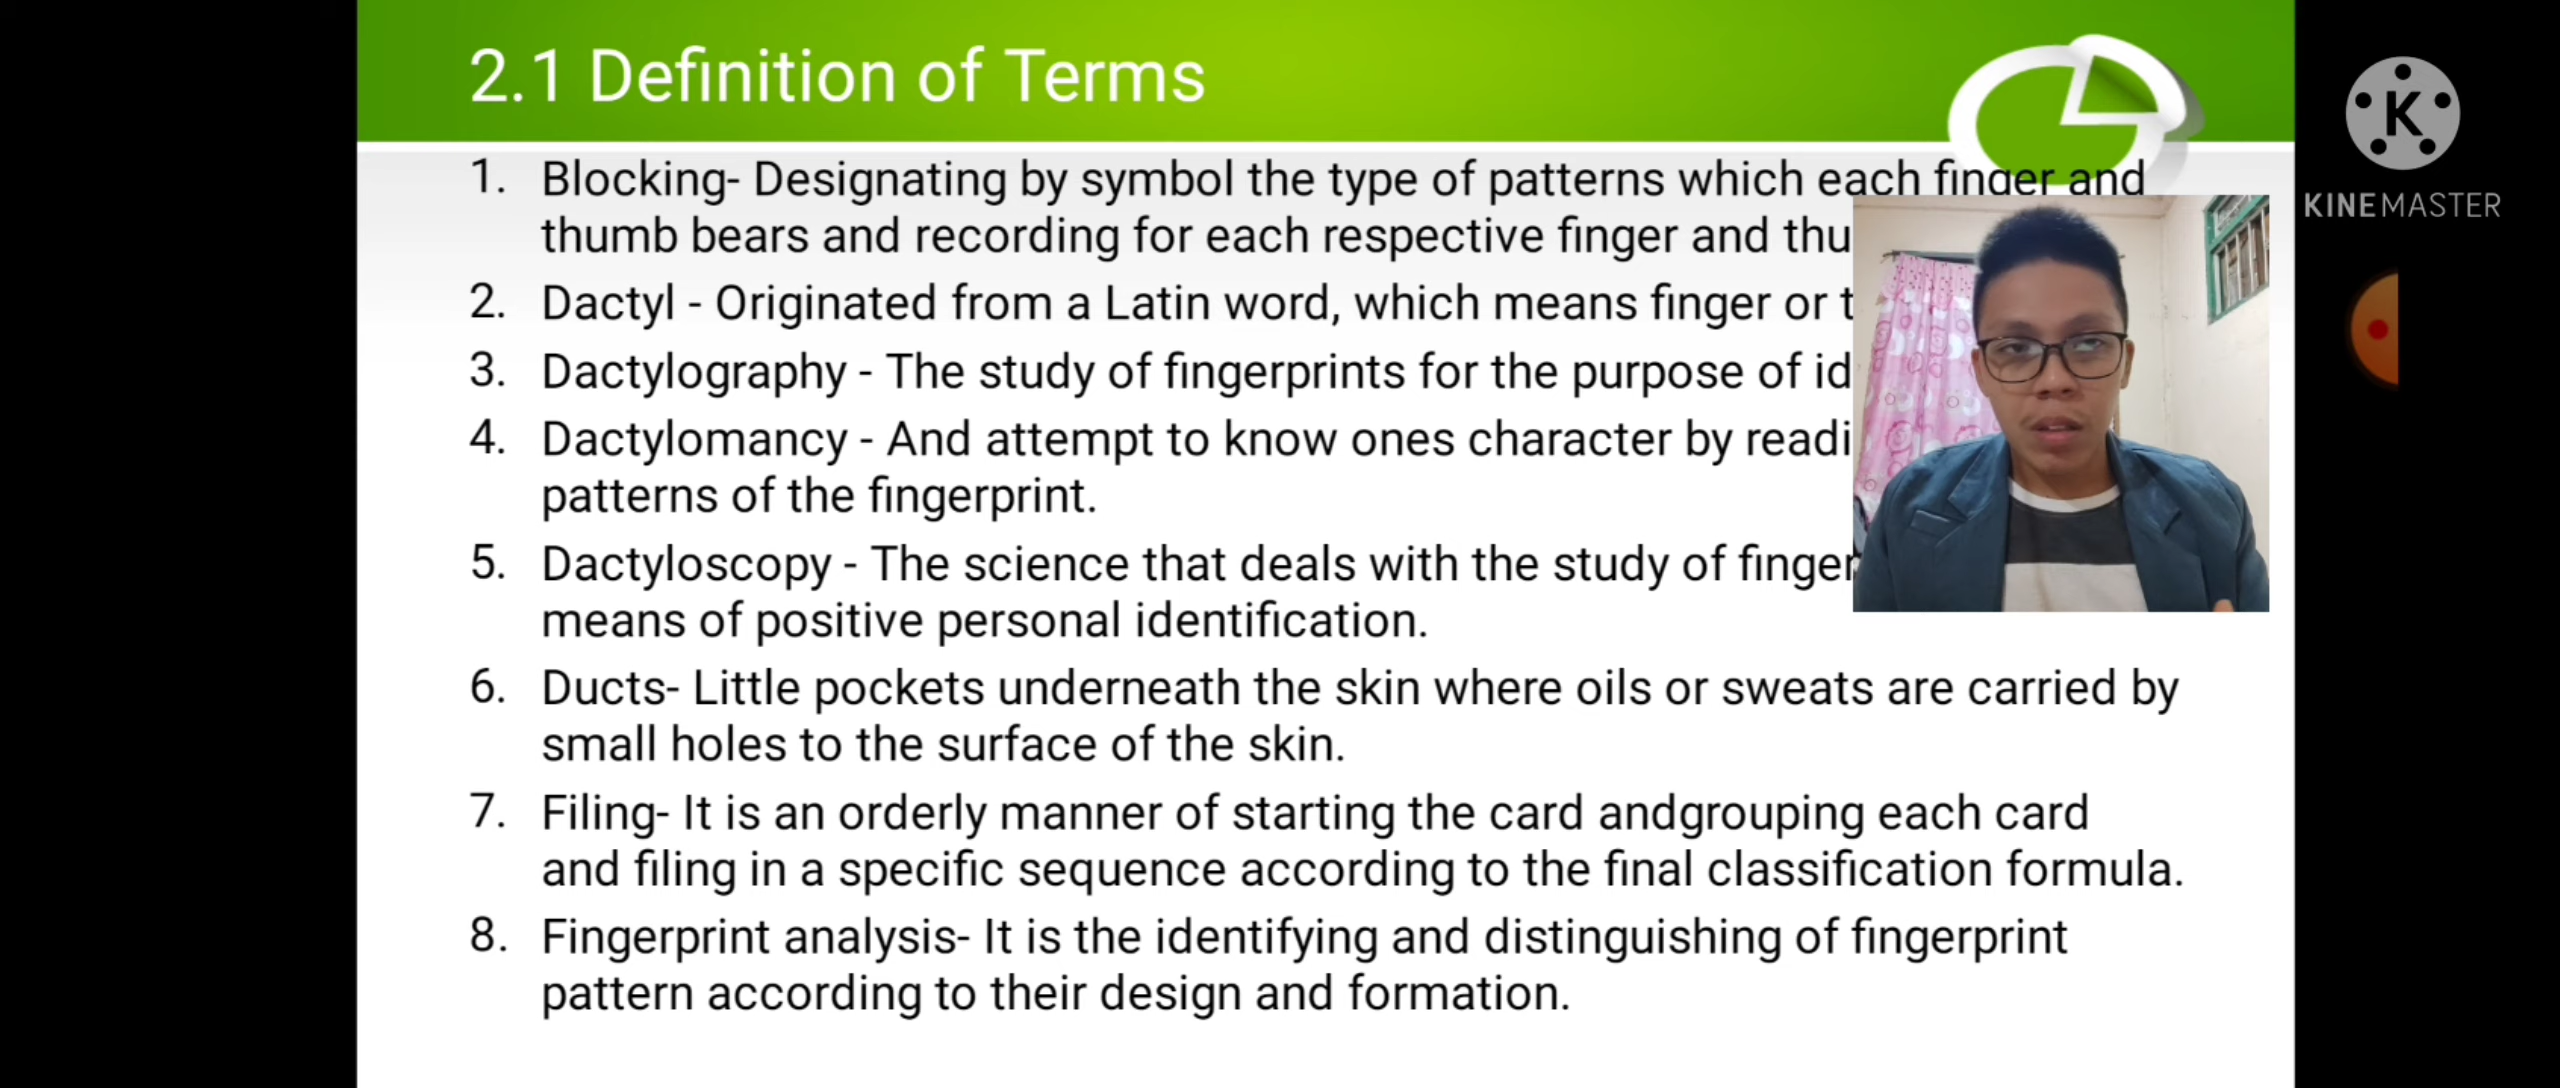 2.1 Definition of Terms
1. Blocking- Designating by symbol the type of patterns which each finger and
thumb bears and recording for each respective finger and
2. Dactyl - Originated from a Latin word, which means finger or
3. Dactylography - The study of fingerprints for the purpose of
4. Dactylomancy - And attempt to know ones character by
patterns of the fingerprint.
5. Dactyloscopy - The science that deals with the study of
means of positive personal identification.
6. Ducts- Little pockets underneath the skin where oils or sweats are carried by
small holes to the surface of the skin.
7. Filing- It is an orderly manner of starting the card andgrouping each card
and filing in a specific sequence according to the final classification formula.
8. Fingerprint analysis- It is the identifying and distinguishing of fingerprint
pattern according to their design and formation.
K
KINEMASTER